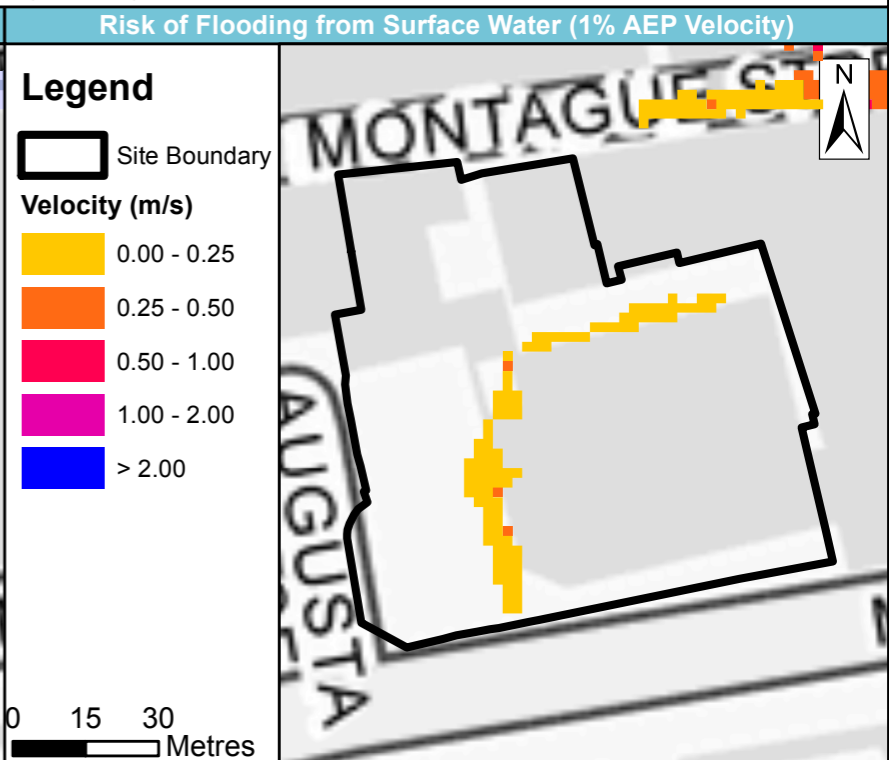 Risk of Flooding from Surface Water (1% AEP Velocity)
Legend
Site Boundary
Velocity (m/s)
0.00 - 0.25
0.25 - 0.50
0.50 - 1.00
1.00 - 2.00
> 2.00
0 15 30
Metres
MONTAGUE
N
AUGUSTA